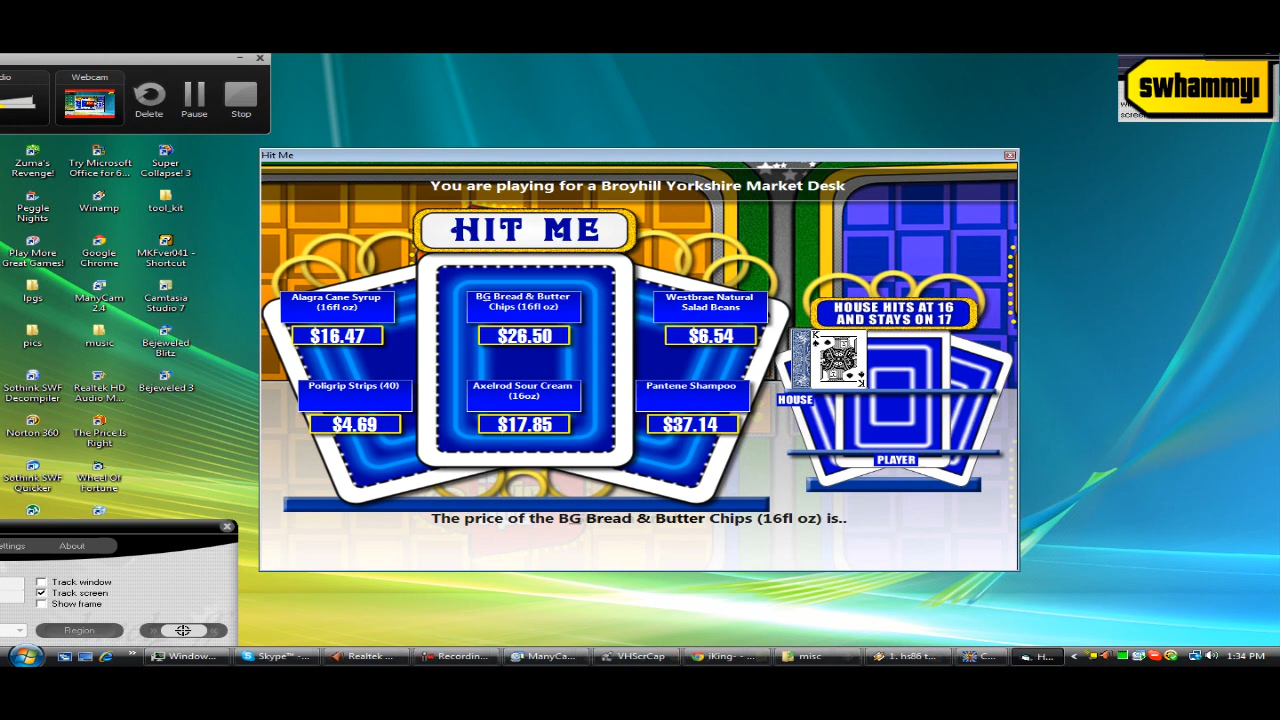 dio
Webcam
Delete
Pause
Stop
swhammy1
scree
Zuma's
Revenge!
Try Microsoft
Office for 6...
Super
Collapse! 3
Peggle
Nights
Winamp
tool_kit
Play More
Great Games!
Google
Chrome
MKFver041 -
Shortcut
lpgs
ManyCam
2.4
Camtasia
Studio 7
pics
music
Bejeweled
Blitz
Sothink SWF
Decompiler
Realtek HD
Audio M...
Bejeweled 3
Norton 360
The Price Is
Right
Sothink SWF
Quicker
Wheel Of
Fortune
Hit Me
You are playing for a Broyhill Yorkshire Market Desk
HIT ME
Alagra Cane Syrup
(16fl oz)
$16.47
BG Bread & Butter
Chips (16fl oz)
$26.50
Westbrae Natural
Salad Beans
$6.54
Poligrip Strips (40)
$4.69
Axelrod Sour Cream
(16oz)
$17.85
Pantene Shampoo
$37.14
HOUSE HITS AT 16
AND STAYS ON 17
K
K
HOUSE
PLAYER
The price of the BG Bread & Butter Chips (16fl oz) is..
ettings
About
Track window
Track screen
Show frame
Region
Window...
Skype™ -...
Realtek ...
Recordin...
ManyCa...
VHScrCap
iKing- - ...
misc
1. hs86 t...
C...
H...
1:34 PM